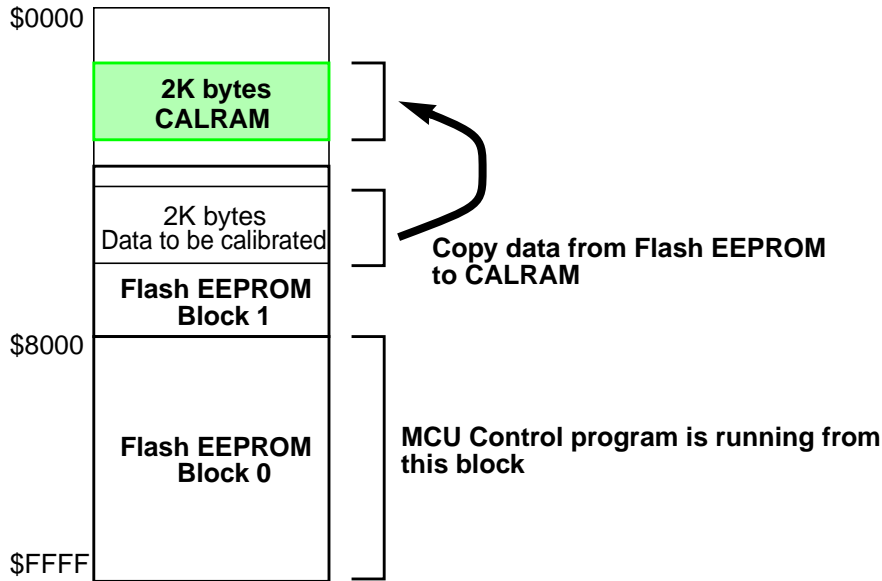 $0000
2K bytes
CALRAM
2K bytes
Data to be calibrated
Copy data from Flash EEPROM
to CALRAM
Flash EEPROM
Block 1
$8000
Flash EEPROM
Block 0
MCU Control program is running from
this block
$FFFF